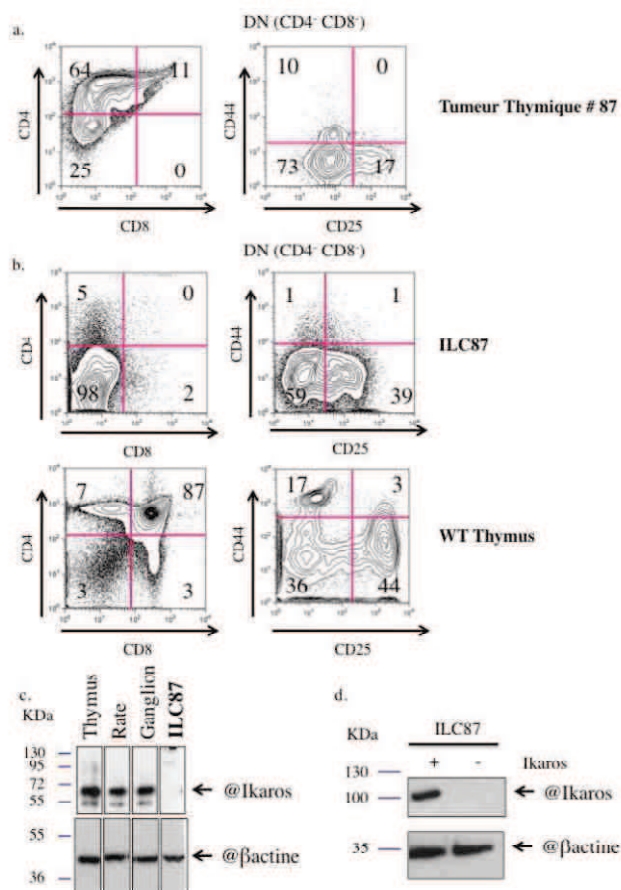 a.
DN (CD4⁻ CD8⁻)
64
11
25
0
CD4
CD8
10
0
73
17
CD44
CD25
Tumeur Thymique # 87
b.
DN (CD4⁻ CD8⁻)
5
0
98
2
CD4
CD8
1
1
59
39
CD44
CD25
ILC87
7
87
3
3
CD4
CD8
17
3
36
44
CD44
CD25
WT Thymus
c.
KDa
Thymus
Rate
Ganglion
ILC87
130
95
72
55
@Ikaros
55
36
@βactine
d.
KDa
ILC87
+ - Ikaros
130
100
@Ikaros
35
@βactine